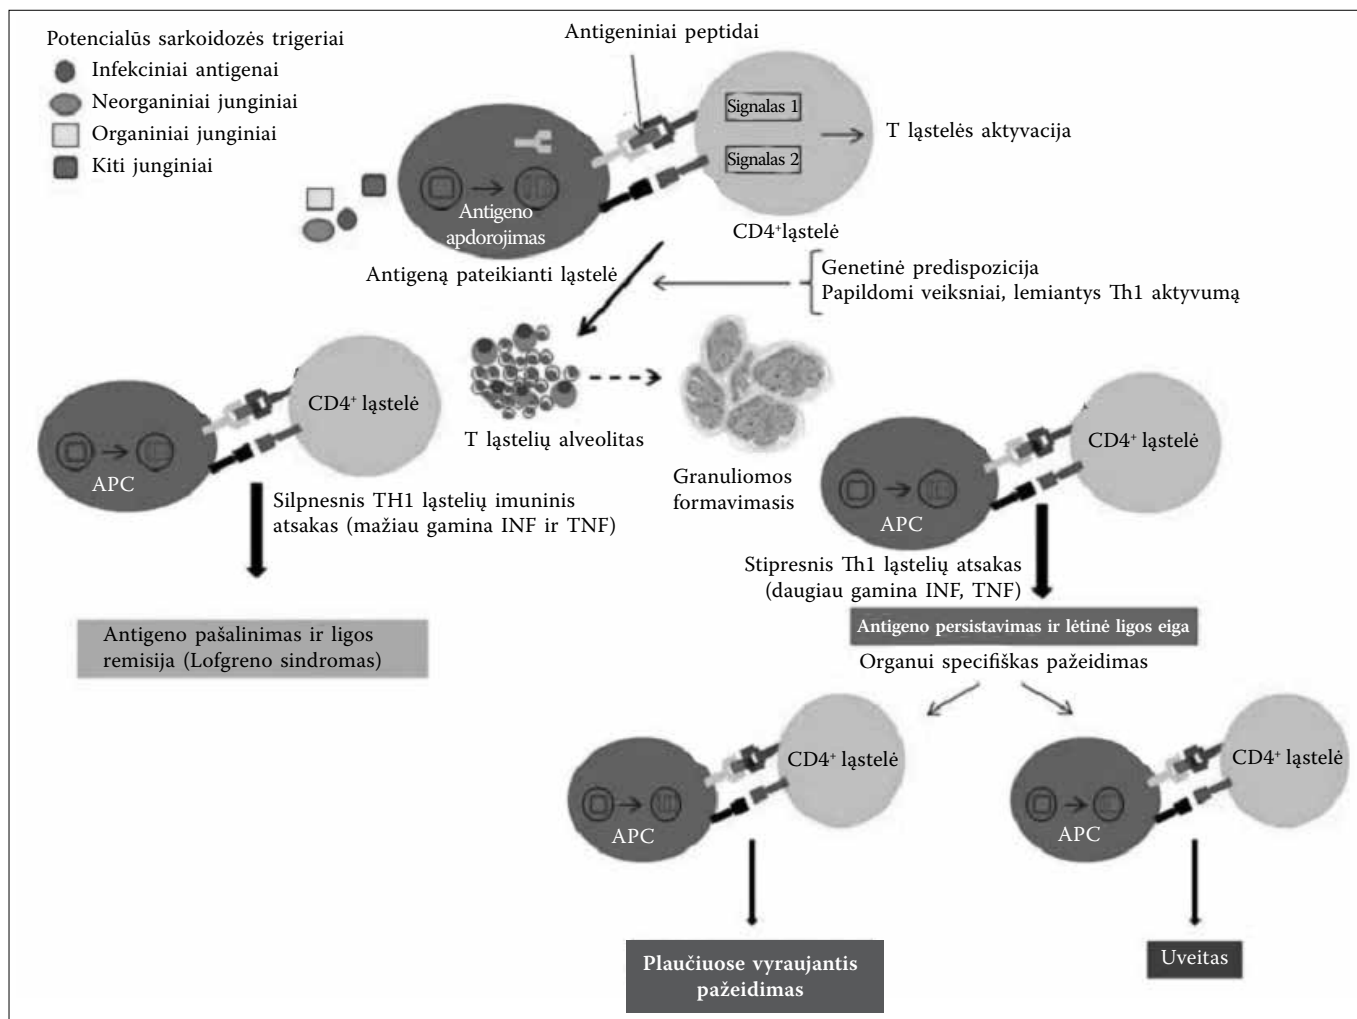 Potencialūs sarkoidozės trigeriai
Infekciniai antigenai
Neorganiniai junginiai
Organiniai junginiai
Kiti junginiai
Antigeniniai peptidai
Signalas 1
Signalas 2
T ląstelės aktyvacija
Antigeno
apdorojimas
CD4⁺ląstelė
Antigeną pateikianti ląstelė
Genetinė predispozicija
Papildomi veiksniai, lemiantys Th1 aktyvumą
CD4⁺ ląstelė
APC
T ląstelių alveolitas
Granuliomos
formavimasis
CD4⁺ ląstelė
APC
Silpnesnis TH1 ląstelių imuninis
atsakas (mažiau gamina INF ir TNF)
Stipresnis Th1 ląstelių atsakas
(daugiau gamina INF, TNF)
Antigeno pašalinimas ir ligos
remisija (Lofgreno sindromas)
Antigeno persistavimas ir lėtinė ligos eiga
Organui specifiškas pažeidimas
CD4⁺ ląstelė
APC
CD4⁺ ląstelė
APC
Plaučiuose vyraujantis
pažeidimas
Uveitas